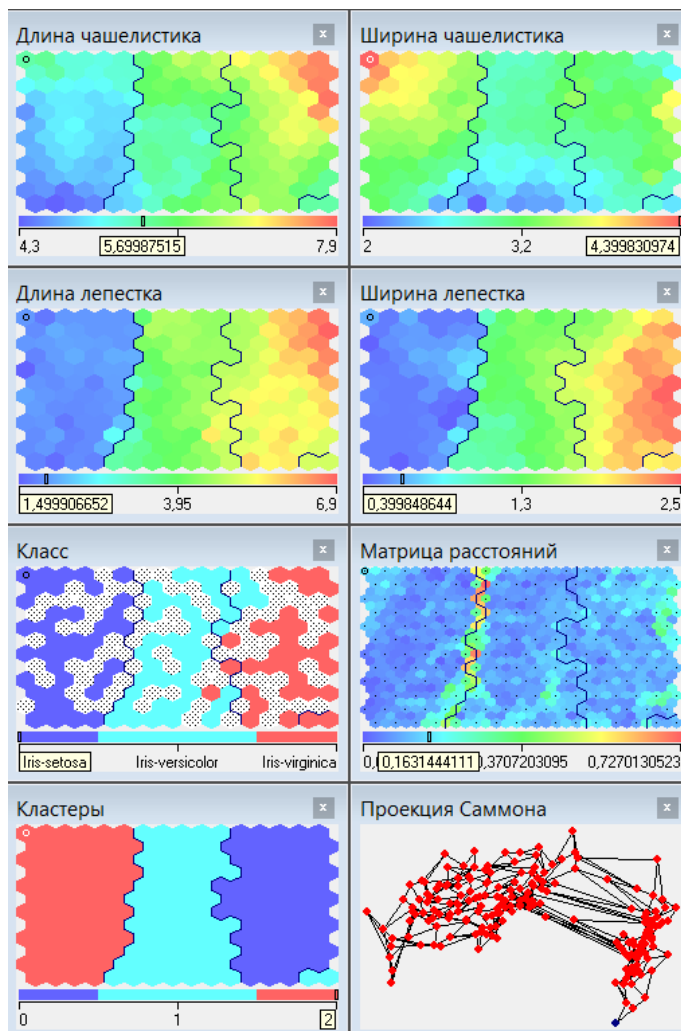 Длина чашелистика
Ширина чашелистика
4,3 5,69987515 7,9
2 3,2 4,399830974
Длина лепестка
Ширина лепестка
1,499906652 3,95 6,9
0,399848644 1,3 2,5
Класс
Матрица расстояний
Iris-setosa Iris-versicolor Iris-virginica
0,1631444111 0,7270130523
Кластеры
Проекция Саммона
0 1 2